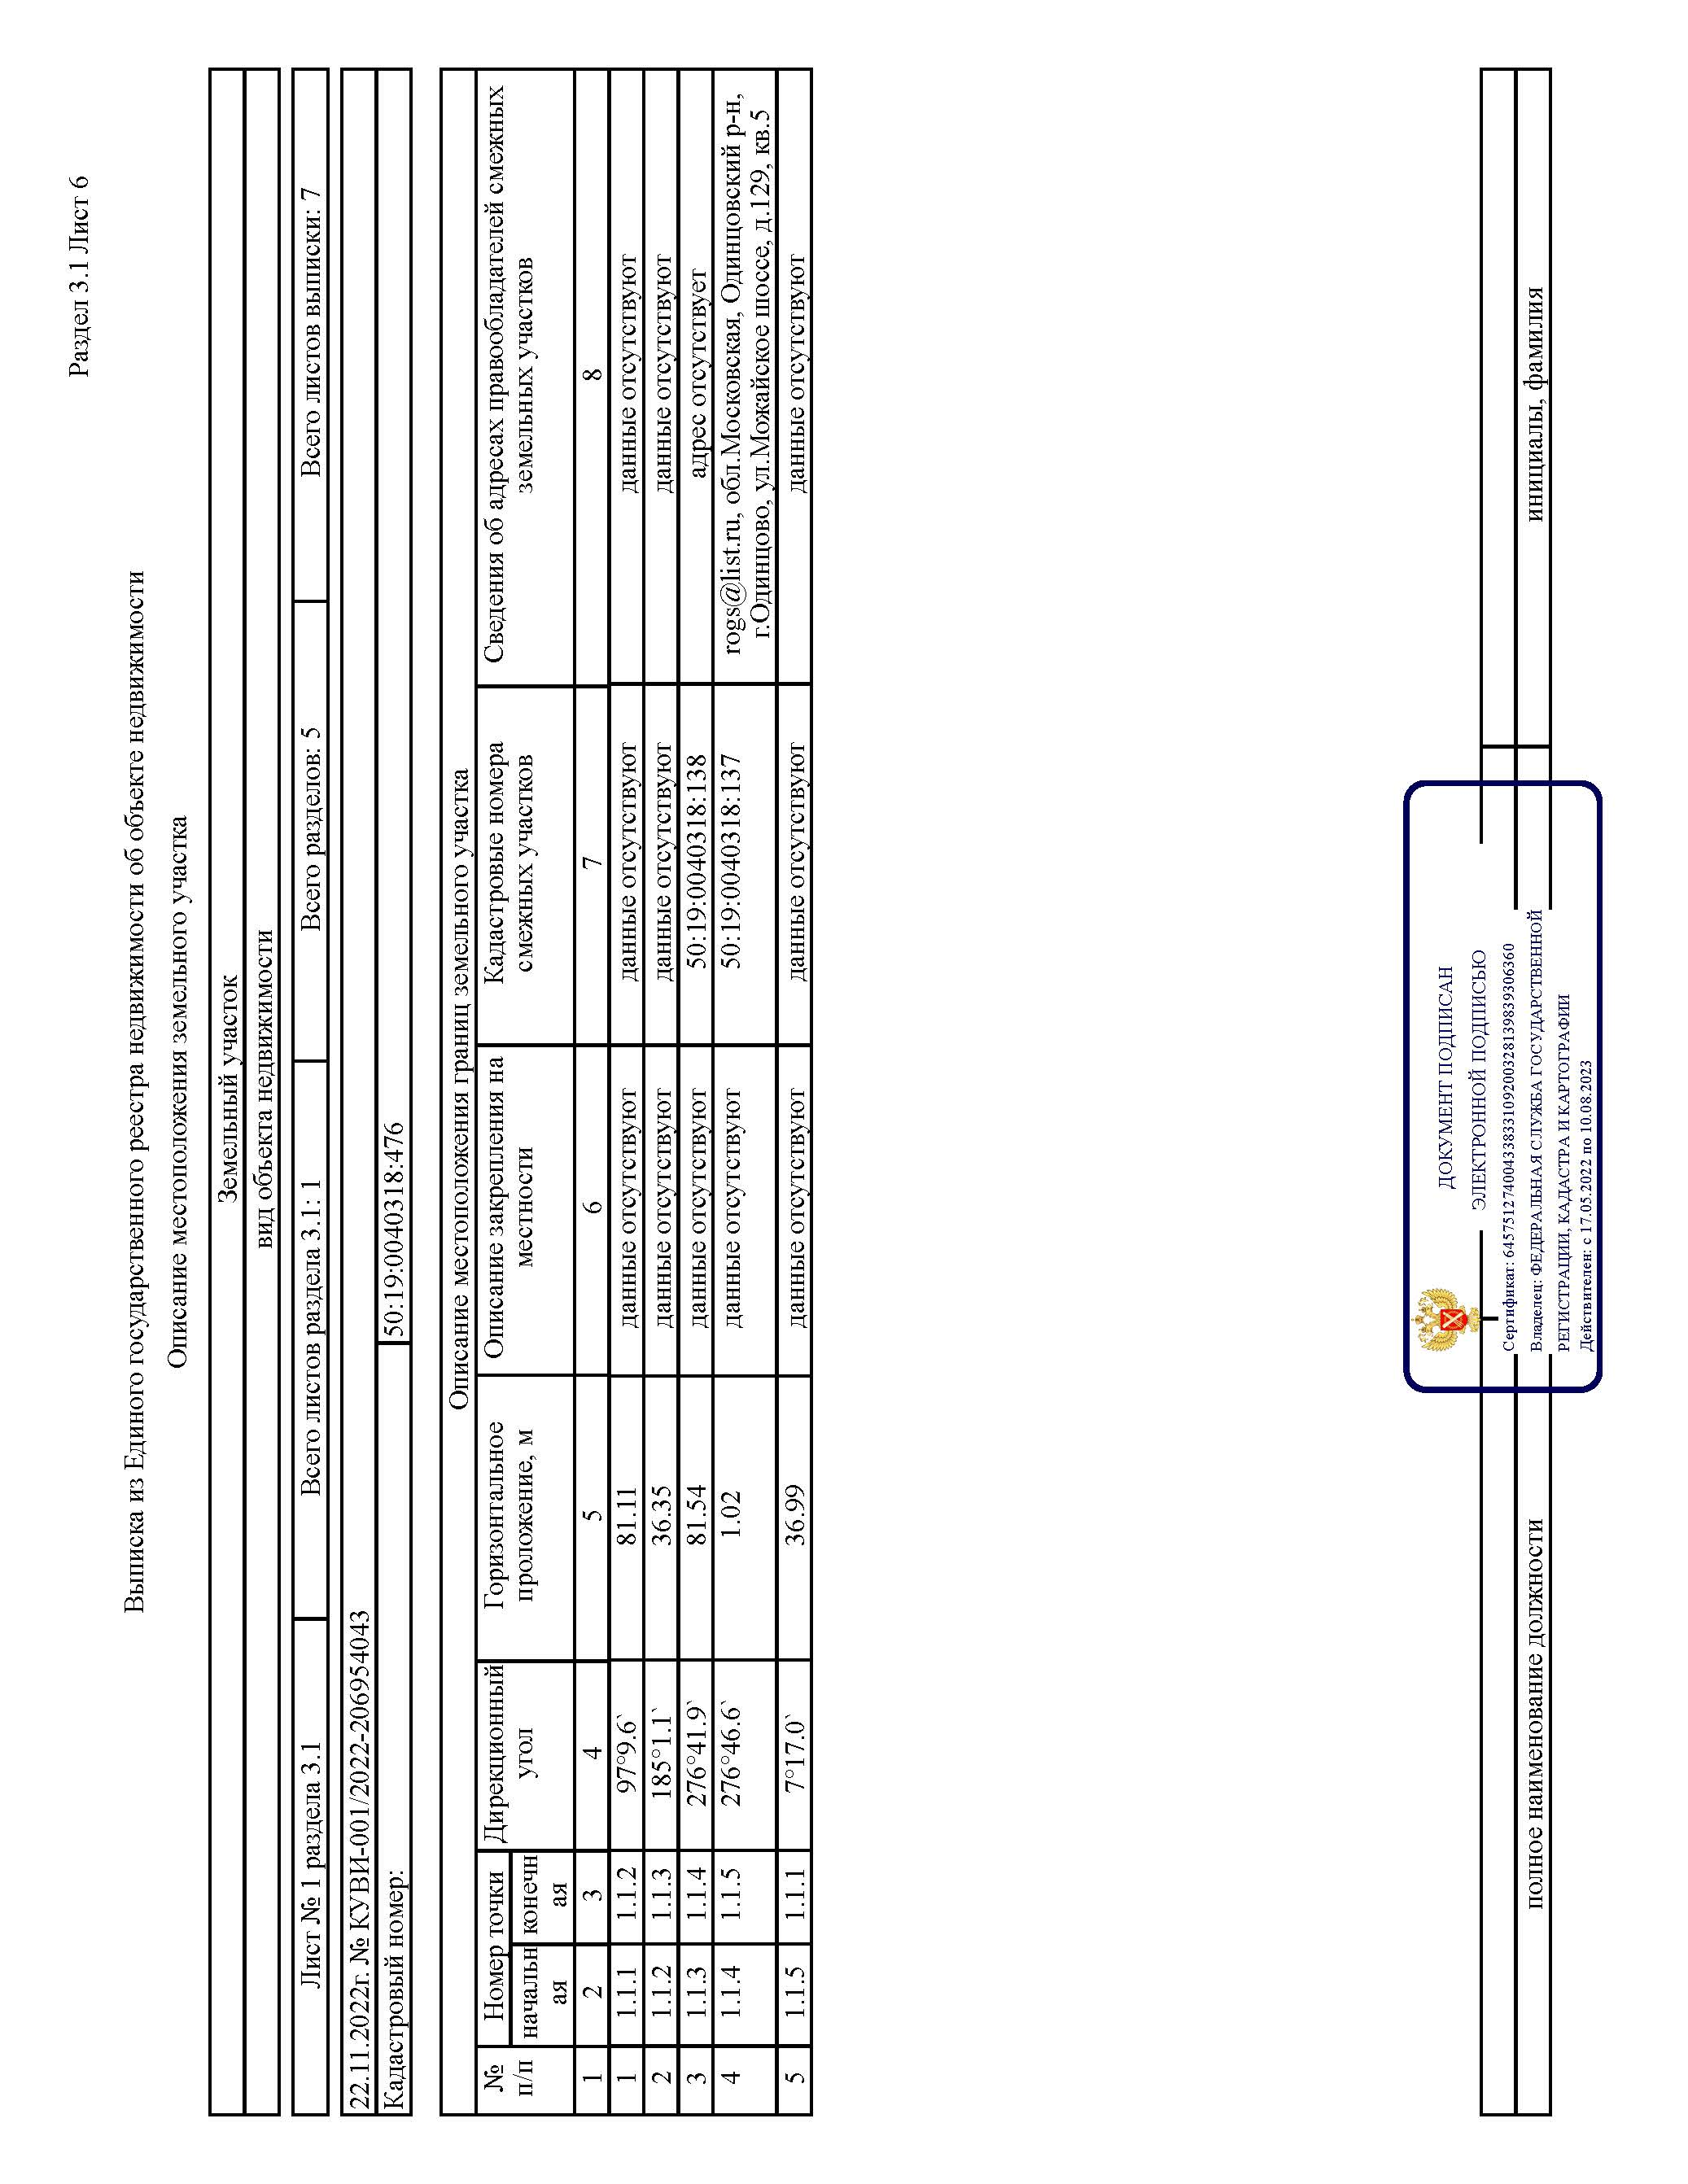 Раздел 3.1 Лист 6
Выписка из Единого государственного реестра недвижимости об объекте недвижимости
Описание местоположения земельного участка
Земельный участок
вид объекта недвижимости
Лист № 1 раздела 3.1 Всего листов раздела 3.1: 1 Всего разделов: 5 Всего листов выписки: 7
22.11.2022г. № КУВИ-001/2022-206954043
Кадастровый номер: 50:19:0040318:476
Описание местоположения границ земельного участка
№ Номер точки Дирекционный Горизонтальное Описание закрепления на Кадастровые номера Сведения об адресах правообладателей смежных
п/п начальн конечн угол проложение, м местности смежных участков земельных участков
ая ая
1 2 3 4 5 6 7 8
1 1.1.1 1.1.2 97°9.6` 81.11 данные отсутствуют данные отсутствуют данные отсутствуют
2 1.1.2 1.1.3 185°1.1` 36.35 данные отсутствуют данные отсутствуют данные отсутствуют
3 1.1.3 1.1.4 276°41.9` 81.54 данные отсутствуют 50:19:0040318:138 адрес отсутствует
4 1.1.4 1.1.5 276°46.6` 1.02 данные отсутствуют 50:19:0040318:137 rogs@list.ru, обл.Московская, Одинцовский р-н,
г.Одинцово, ул.Можайское шоссе, д.129, кв.5
5 1.1.5 1.1.1 7°17.0` 36.99 данные отсутствуют данные отсутствуют данные отсутствуют
ДОКУМЕНТ ПОДПИСАН
ЭЛЕКТРОННОЙ ПОДПИСЬЮ
Сертификат: 64575127400433833109200328139839306360
Владелец: ФЕДЕРАЛЬНАЯ СЛУЖБА ГОСУДАРСТВЕННОЙ
РЕГИСТРАЦИИ, КАДАСТРА И КАРТОГРАФИИ
Действителен: с 17.05.2022 по 10.08.2023
полное наименование должности инициалы, фамилия